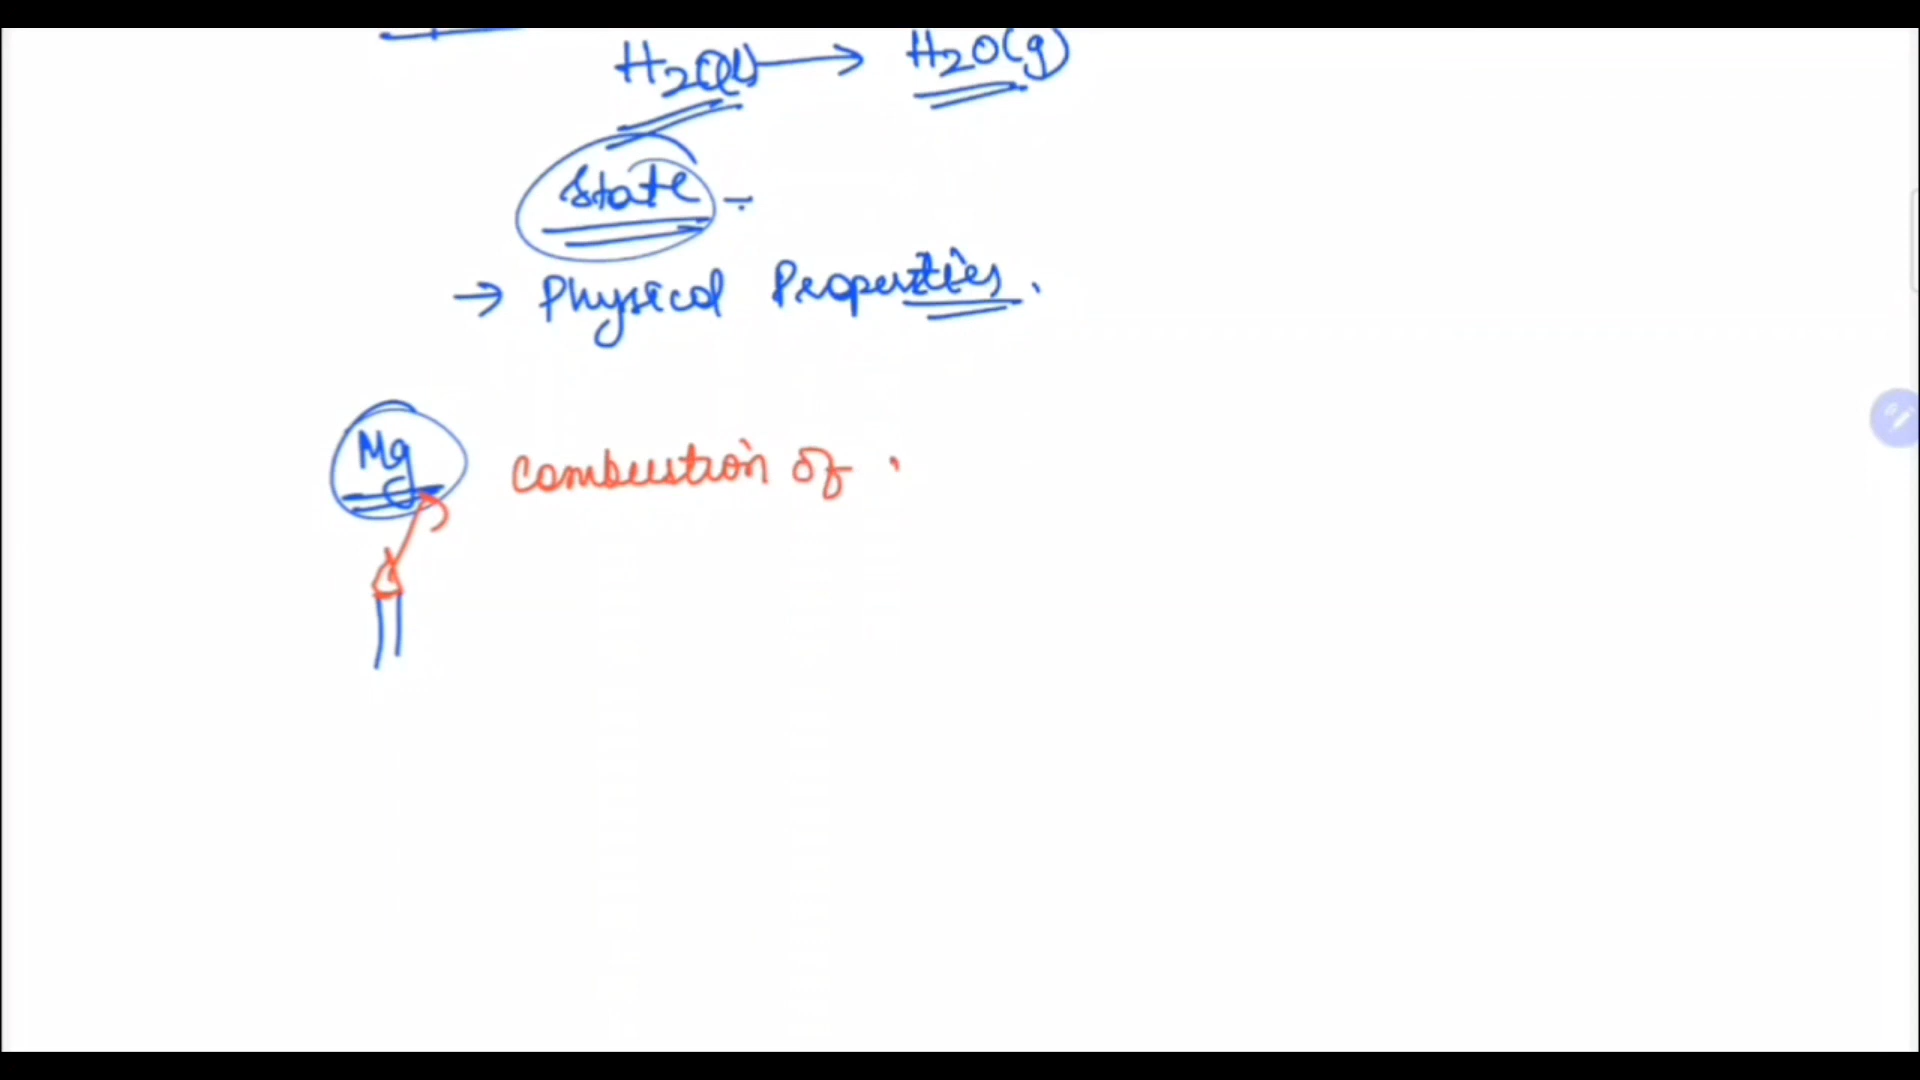 H2O(l) → H2O(g)
State -
→ Physical Properties.
Mg combustion of